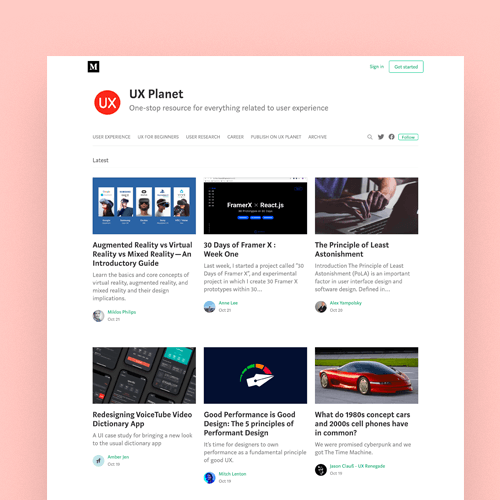 M
Sign in
Get started
UX
UX Planet
One-stop resource for everything related to user experience
USER EXPERIENCE
UX FOR BEGINNERS
USER RESEARCH
CAREER
PUBLISH ON UX PLANET
ARCHIVE
Follow
Latest
FramerX × React.js
Augmented Reality vs Virtual
Reality vs Mixed Reality — An
Introductory Guide
Learn the basics and core concepts of
virtual reality, augmented reality, and
mixed reality and their design
implications.
Miklós Philips
Oct 21
30 Days of Framer X :
Week One
Last week, I started a project called "30
Days of Framer X", and experimental
project in which I create 30 Framer X
prototypes within 30…
Anne Lee
Oct 21
The Principle of Least
Astonishment
Introduction The Principle of Least
Astonishment (PoLA) is an important
factor in user interface design and
software design. Defined in…
Alex Yampolsky
Oct 21
Redesigning VoiceTube Video
Dictionary App
A UI case study for bringing a new look
to the usual dictionary app
Amber Jen
Oct 19
Good Performance is Good
Design: The 5 principles of
Performant Design
It's time for designers to own
performance as a fundamental principle
of good UX.
Mitch Lenton
Oct 19
What do 1980s concept cars
and 2000s cell phones have
in common?
We were promised cyberpunk and we
got The Time Machine.
Jason Clauß - UX Renegade
Oct 19